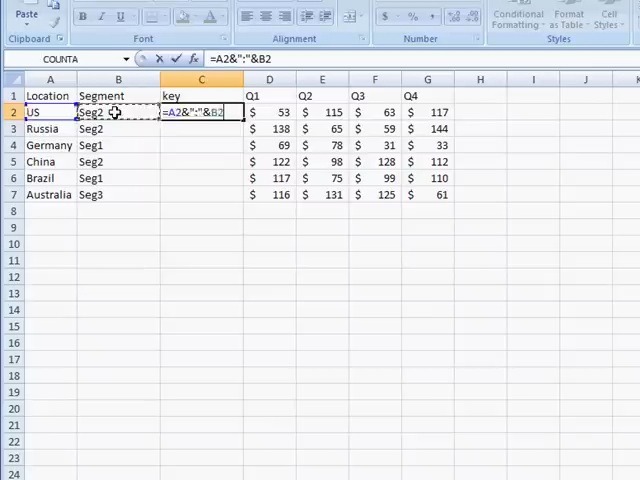 Paste
B I U
A
$ % ,
Conditional Format Cell
Formatting as Table Styles
Clipboard Font Alignment Number Styles
COUNTA fx =A2&":"&B2
A B C D E F G H I J K
1 Location Segment key Q1 Q2 Q3 Q4
2 US Seg2 =A2&":"&B2 $ 53 $ 115 $ 63 $ 117
3 Russia Seg2 $ 138 $ 65 $ 59 $ 144
4 Germany Seg1 $ 69 $ 78 $ 31 $ 33
5 China Seg2 $ 122 $ 98 $ 128 $ 112
6 Brazil Seg1 $ 117 $ 75 $ 99 $ 110
7 Australia Seg3 $ 116 $ 131 $ 125 $ 61
8
9
10
11
12
13
14
15
16
17
18
19
20
21
22
23
24